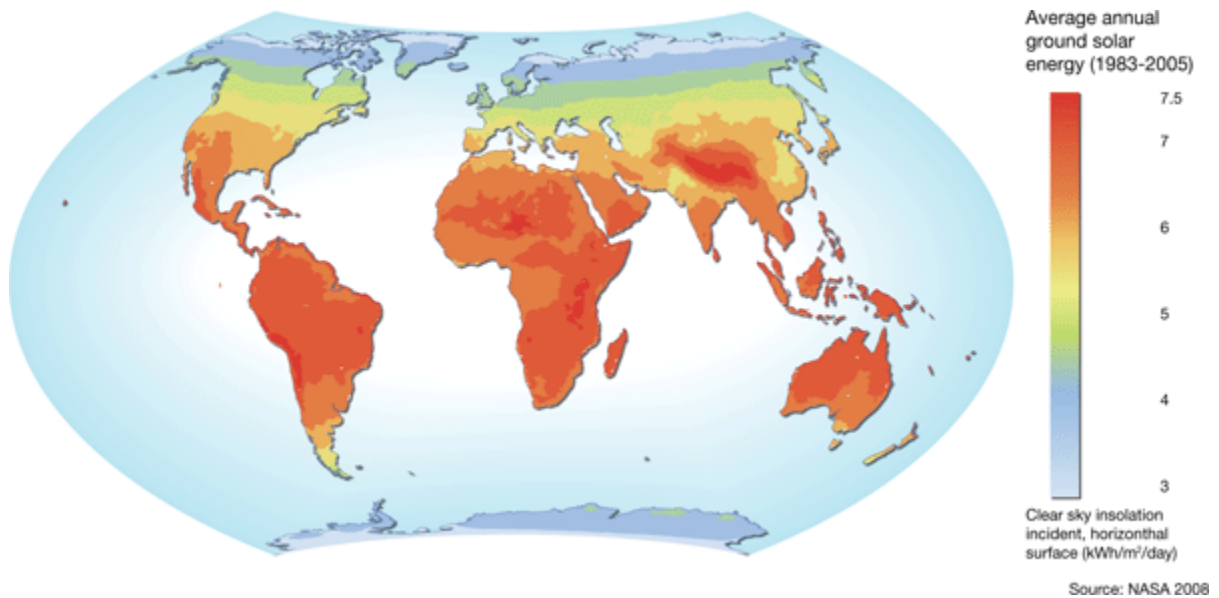 Average annual
ground solar
energy (1983-2005)
7.5
7
6
5
4
3
Clear sky insolation
incident, horizonthal
surface (kWh/m²/day)
Source: NASA 2008